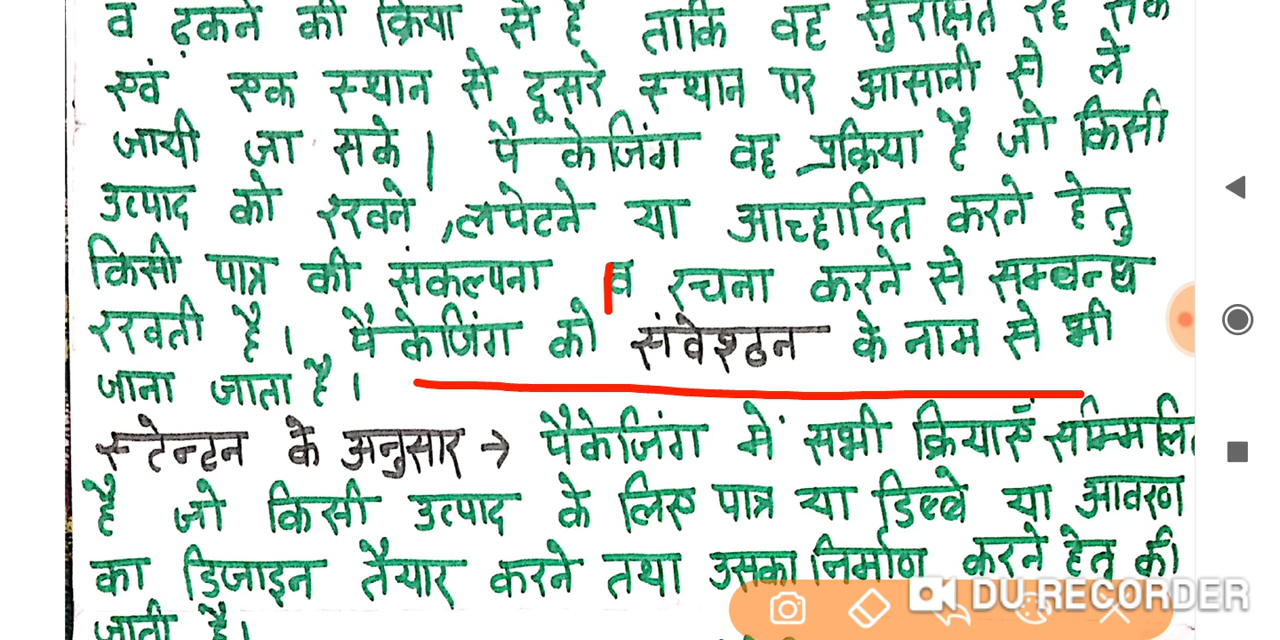 व ढ़कने की क्रिया से है ताकि वह सुरक्षित रह सके
एवं एक स्थान से दूसरे स्थान पर आसानी से ले
जायी जा सके। पैकेजिंग वह प्रक्रिया है जो किसी
उत्पाद को रखने ,लपेटने या आच्छादित करने हेतु
किसी पात्र की संकल्पना व रचना करने से सम्बन्ध
रखती है। पैकेजिंग को संवेश्ठन के नाम से भी
जाना जाता है।
स्टेन्टन के अनुसार → पैकेजिंग में सभी क्रियाएँ सम्मिलित
है जो किसी उत्पाद के लिए पात्र या डिब्बे या आवरण
का डिजाइन तैयार करने तथा उसका निर्माण करने हेतु की
जाती है।
DU RECORDER